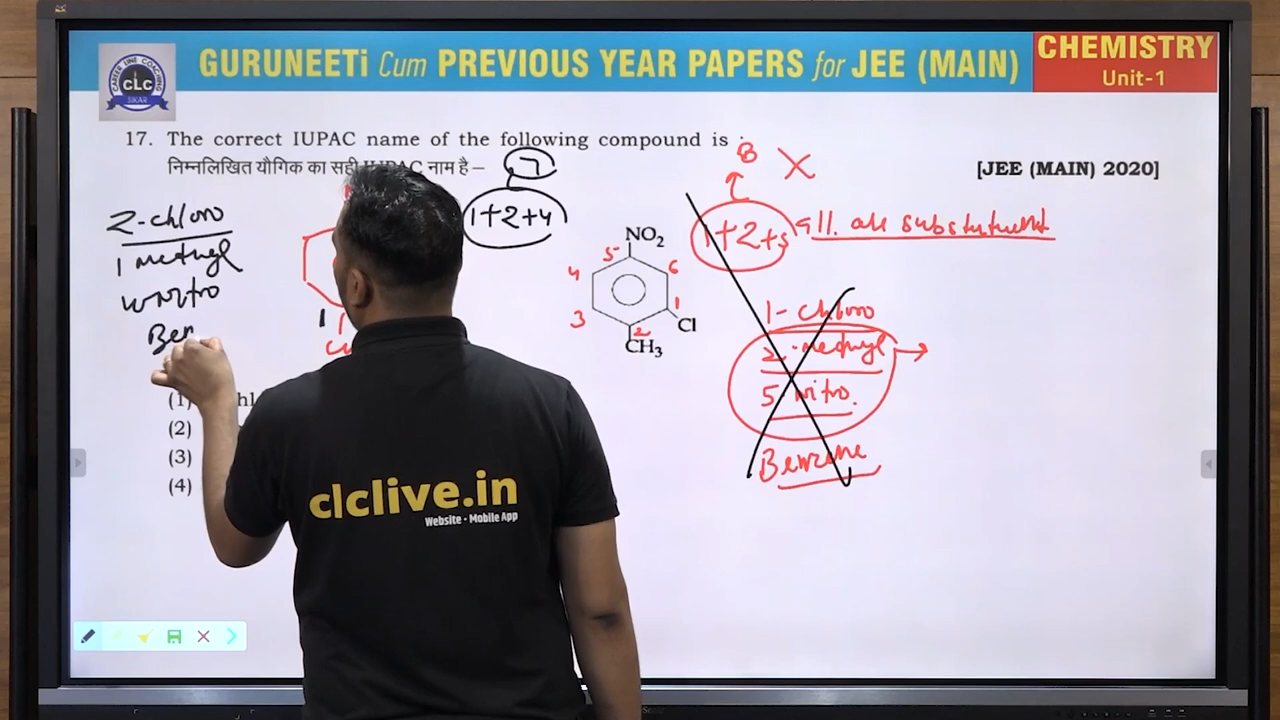 GURUNEETi Cum PREVIOUS YEAR PAPERS for JEE (MAIN)
CHEMISTRY
Unit-1
CAREER LINE COACHING
CLC
SIKAR
17. The correct IUPAC name of the following compound is :
निम्नलिखित यौगिक का सही IUPAC नाम है –
[JEE (MAIN) 2020]
7
1+2+4
8
1+2+5
all are
2-chloro
1 methyl
Ben
NO2
5
4
6
3
1
2
Cl
CH3
1
1- chloro
2-methyl
5 nitro.
Benzene
(1)
(2)
(3)
(4)
clclive.in
Website - Mobile App